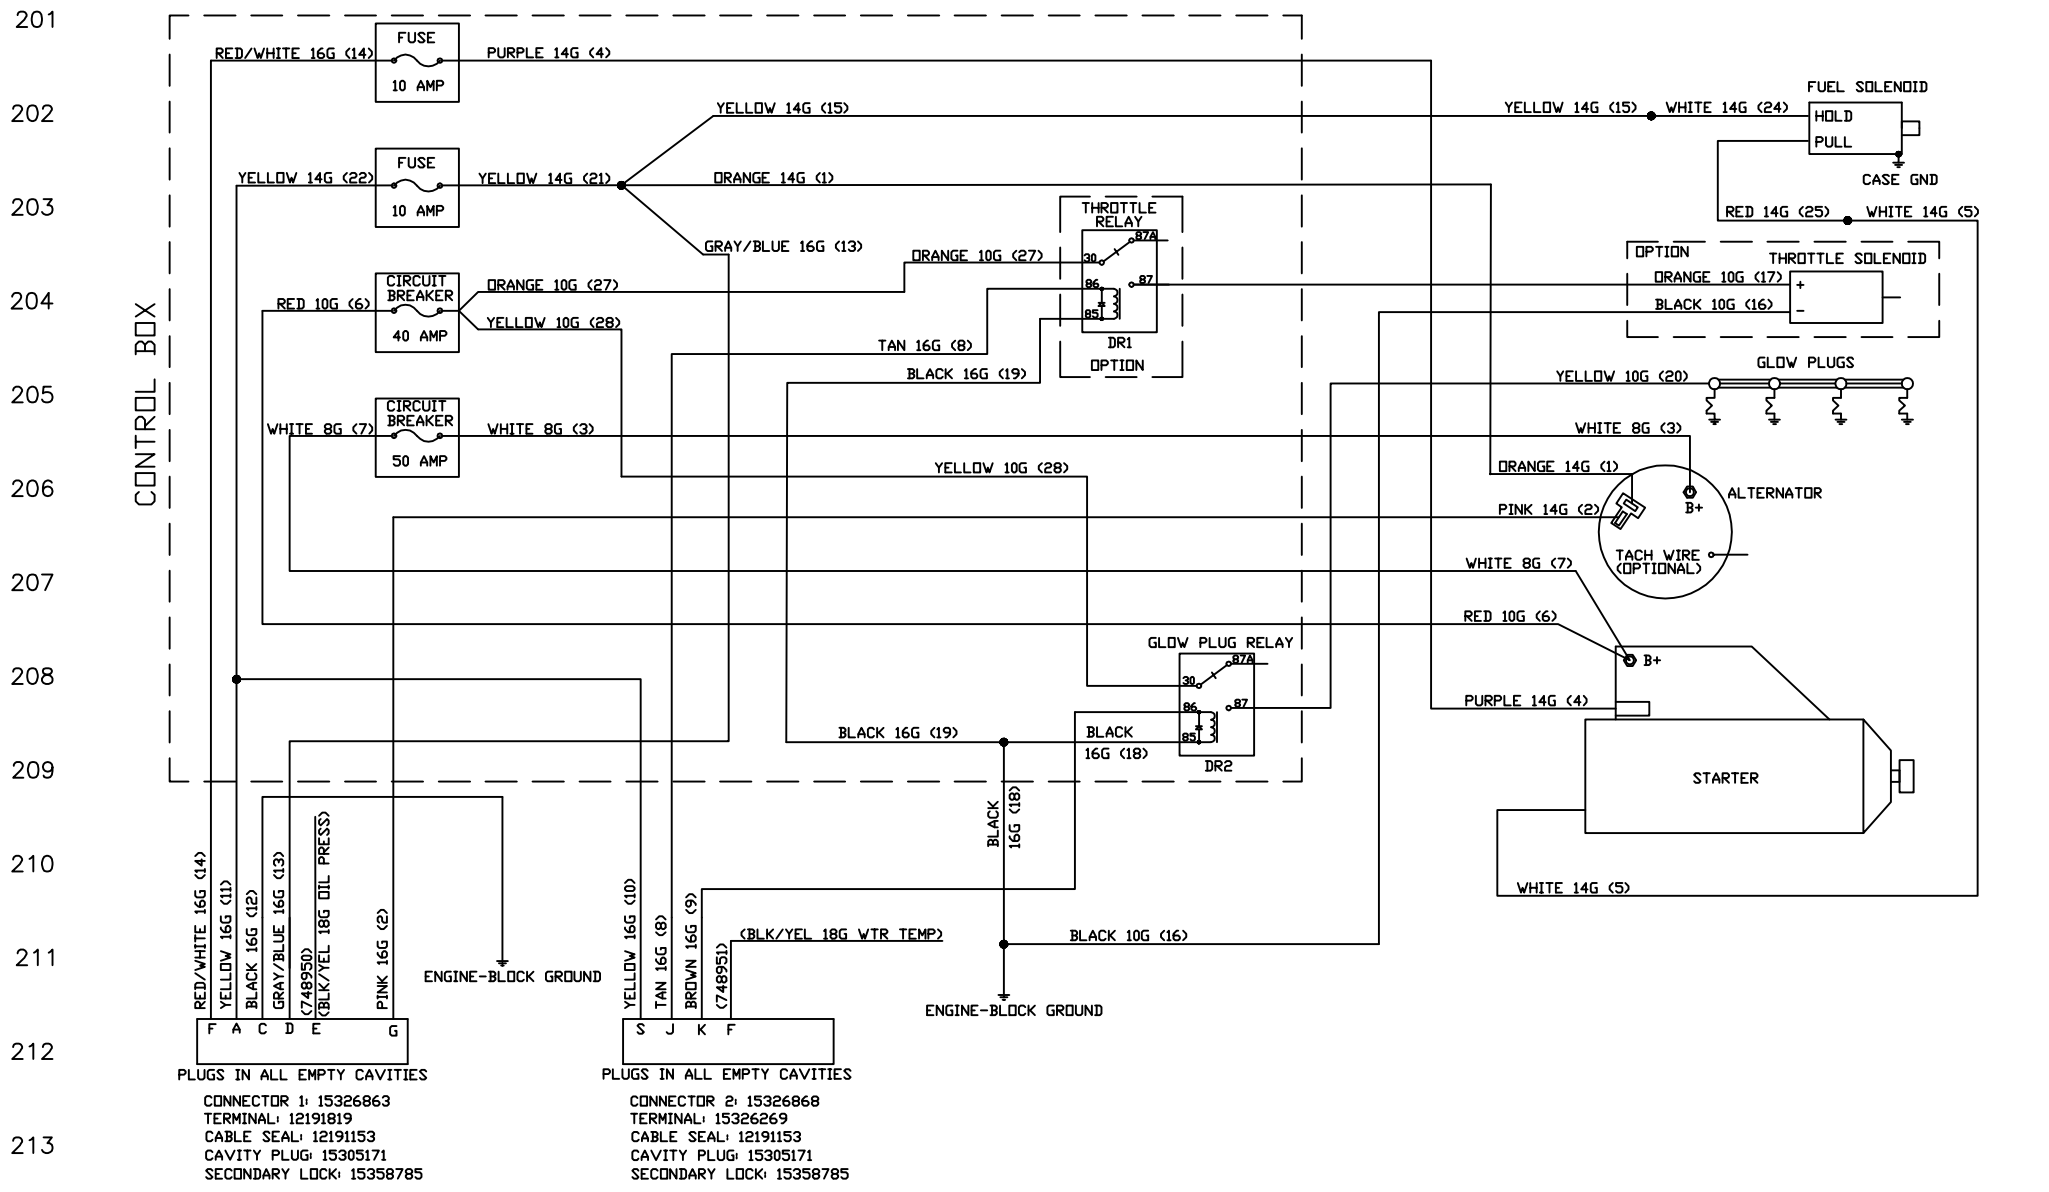 201
FUSE
RED/WHITE 16G (14)
PURPLE 14G (4)
10 AMP
FUEL SOLENOID
202
YELLOW 14G (15)
YELLOW 14G (15)
WHITE 14G (24)
HOLD
PULL
FUSE
YELLOW 14G (22)
YELLOW 14G (21)
ORANGE 14G (1)
CASE GND
203
10 AMP
THROTTLE
RELAY
RED 14G (25)
WHITE 14G (5)
87A
GRAY/BLUE 16G (13)
ORANGE 10G (27)
30
OPTION
THROTTLE SOLENOID
CIRCUIT
BREAKER
ORANGE 10G (27)
86
87
ORANGE 10G (17)
+
204
RED 10G (6)
BLACK 10G (16)
-
YELLOW 10G (28)
85
40 AMP
TAN 16G (8)
DR1
OPTION
GLOW PLUGS
BLACK 16G (19)
YELLOW 10G (20)
205
CONTROL BOX
CIRCUIT
BREAKER
WHITE 8G (7)
WHITE 8G (3)
WHITE 8G (3)
50 AMP
YELLOW 10G (28)
ORANGE 14G (1)
206
ALTERNATOR
B+
PINK 14G (2)
TACH WIRE
(OPTIONAL)
WHITE 8G (7)
207
RED 10G (6)
GLOW PLUG RELAY
87A
B+
208
30
86
87
PURPLE 14G (4)
BLACK 16G (19)
BLACK
16G (18)
85
209
DR2
STARTER
BLACK
16G (18)
210
WHITE 14G (5)
RED/WHITE 16G (14)
YELLOW 16G (11)
BLACK 16G (12)
GRAY/BLUE 16G (13)
(748950)
(BLK/YEL 18G OIL PRESS)
PINK 16G (2)
YELLOW 16G (10)
TAN 16G (8)
BROWN 16G (9)
(748951)
(BLK/YEL 18G WTR TEMP)
BLACK 10G (16)
211
ENGINE-BLOCK GROUND
ENGINE-BLOCK GROUND
F A C D E G
S J K F
212
PLUGS IN ALL EMPTY CAVITIES
PLUGS IN ALL EMPTY CAVITIES
CONNECTOR 1: 15326863
TERMINAL: 12191819
CABLE SEAL: 12191153
CAVITY PLUG: 15305171
SECONDARY LOCK: 15358785
CONNECTOR 2: 15326868
TERMINAL: 15326269
CABLE SEAL: 12191153
CAVITY PLUG: 15305171
SECONDARY LOCK: 15358785
213